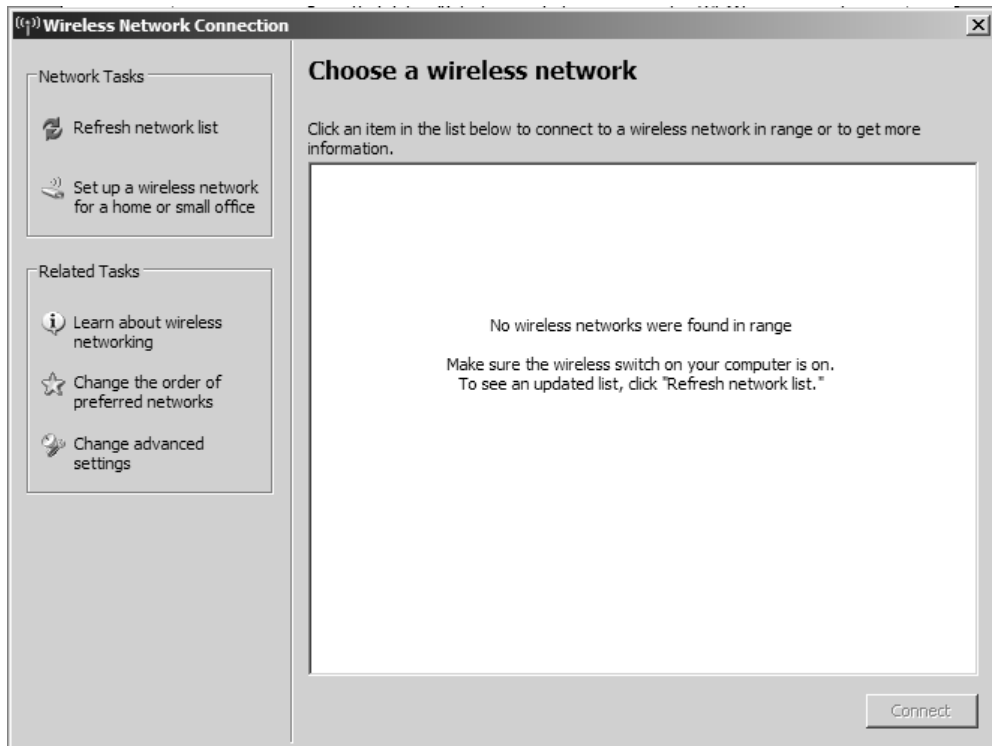 Wireless Network Connection
Network Tasks
Refresh network list
Set up a wireless network
for a home or small office
Related Tasks
Learn about wireless
networking
Change the order of
preferred networks
Change advanced
settings
Choose a wireless network
Click an item in the list below to connect to a wireless network in range or to get more
information.
No wireless networks were found in range
Make sure the wireless switch on your computer is on.
To see an updated list, click "Refresh network list."
Connect